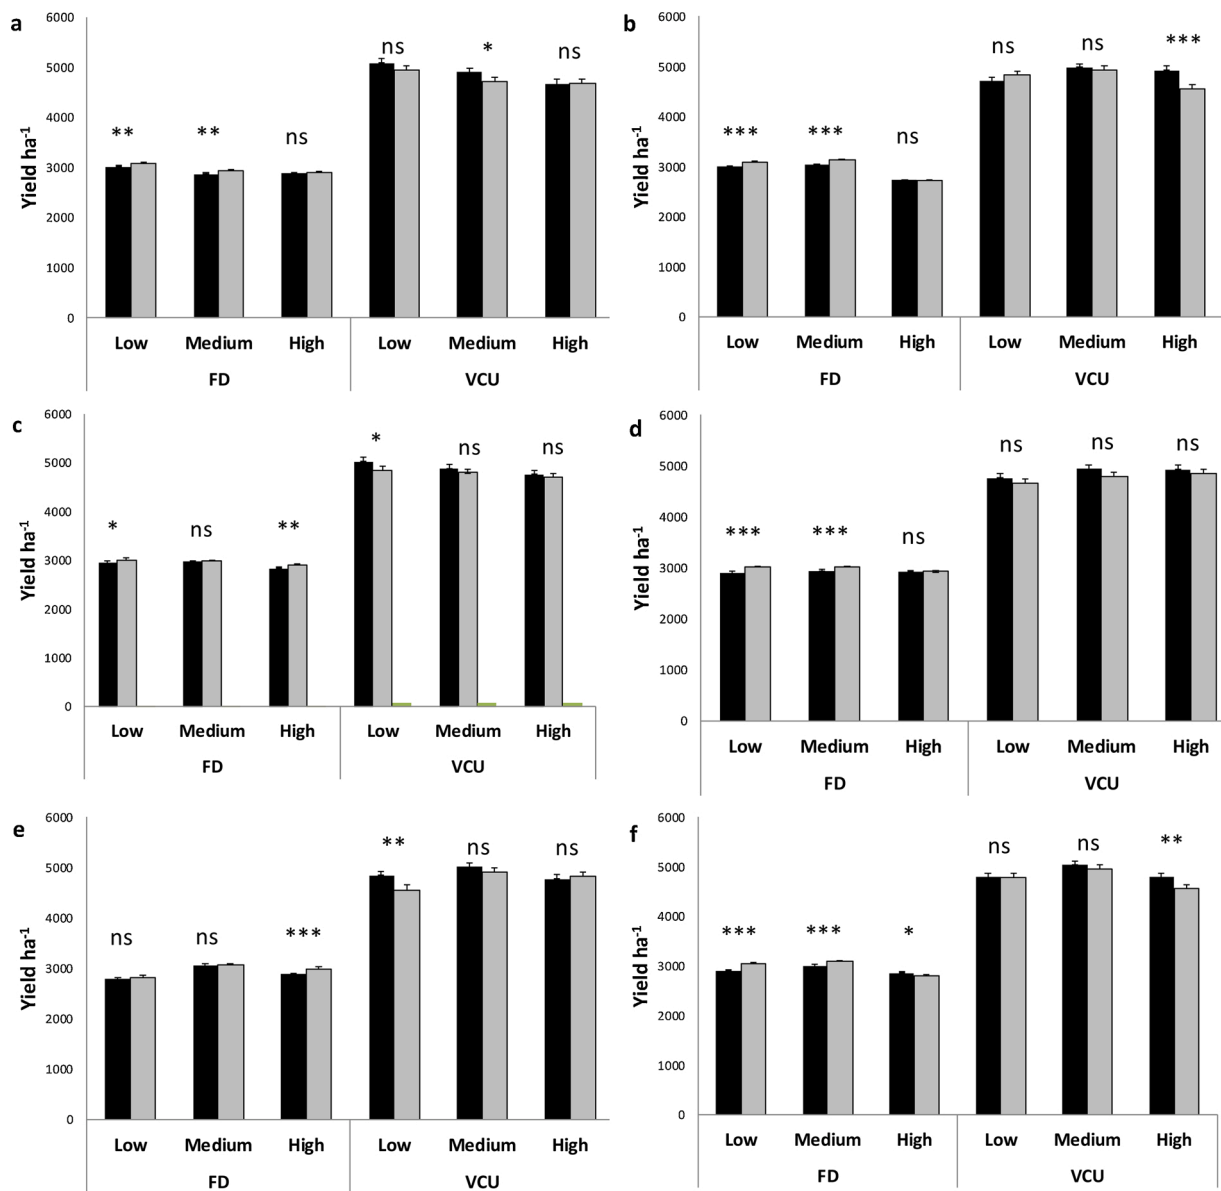 a
6000
5000
4000
3000
2000
1000
0
Yield ha-1
** ** ns ns * ns
Low Medium High Low Medium High
FD VCU
b
6000
5000
4000
3000
2000
1000
0
Yield ha-1
*** *** ns ns ns ***
Low Medium High Low Medium High
FD VCU
c
6000
5000
4000
3000
2000
1000
0
Yield ha-1
* ns ** * ns ns
Low Medium High Low Medium High
FD VCU
d
6000
5000
4000
3000
2000
1000
0
Yield ha-1
*** *** ns ns ns ns
Low Medium High Low Medium High
FD VCU
e
6000
5000
4000
3000
2000
1000
0
Yield ha-1
ns ns *** ** ns ns
Low Medium High Low Medium High
FD VCU
f
6000
5000
4000
3000
2000
1000
0
Yield ha-1
*** *** * ns ns **
Low Medium High Low Medium High
FD VCU